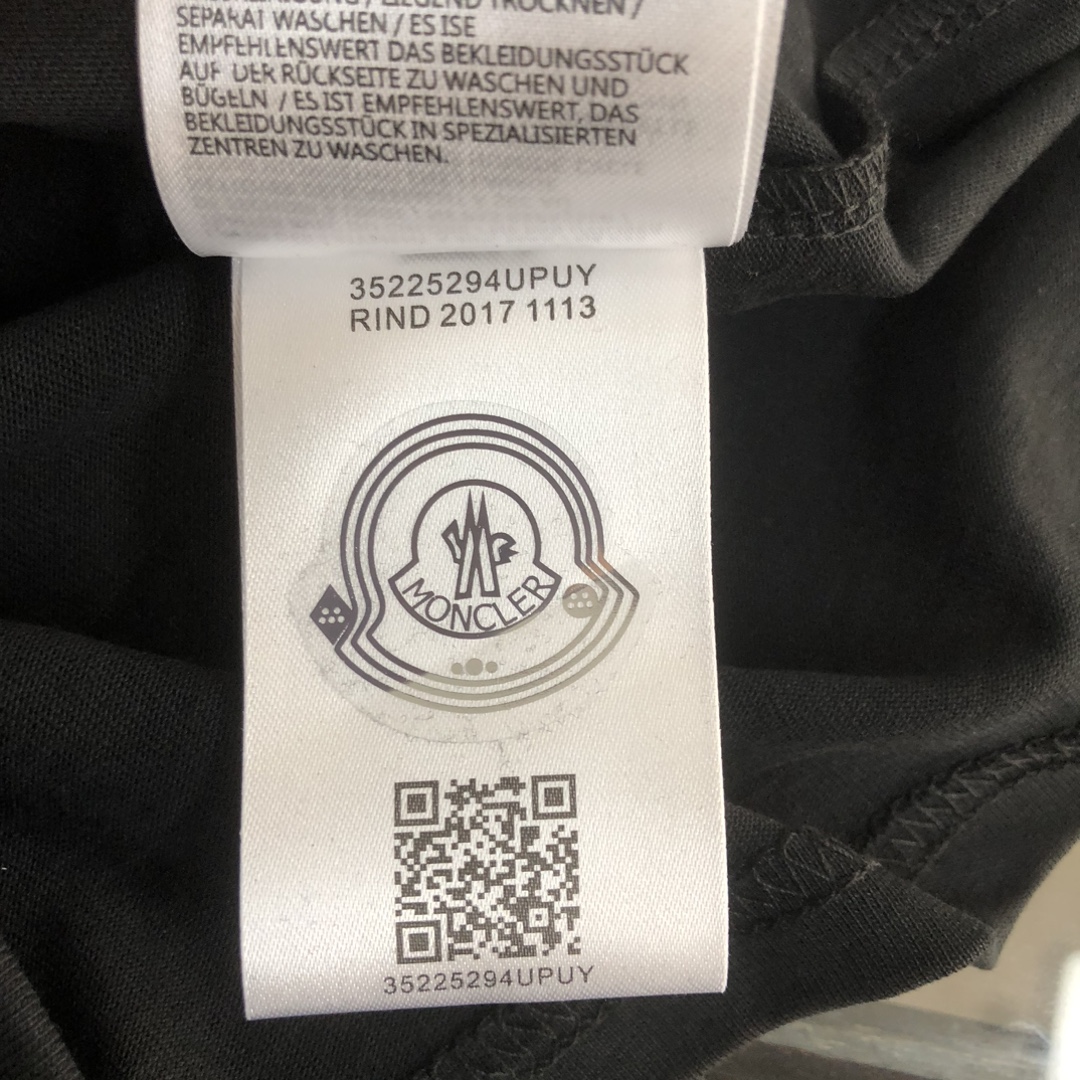 SEPARAT WASCHEN / ES ISE
EMPFEHLENSWERT DAS BEKLEIDUNGSSTÜCK
AUF DER RÜCKSEITE ZU WASCHEN UND
BÜGELN / ES IST EMPFEHLENSWERT, DAS
BEKLEIDUNGSSTÜCK IN SPEZIALISIERTEN
ZENTREN ZU WASCHEN.
35225294UPUY
RIND 2017 1113
MONCLER
35225294UPUY